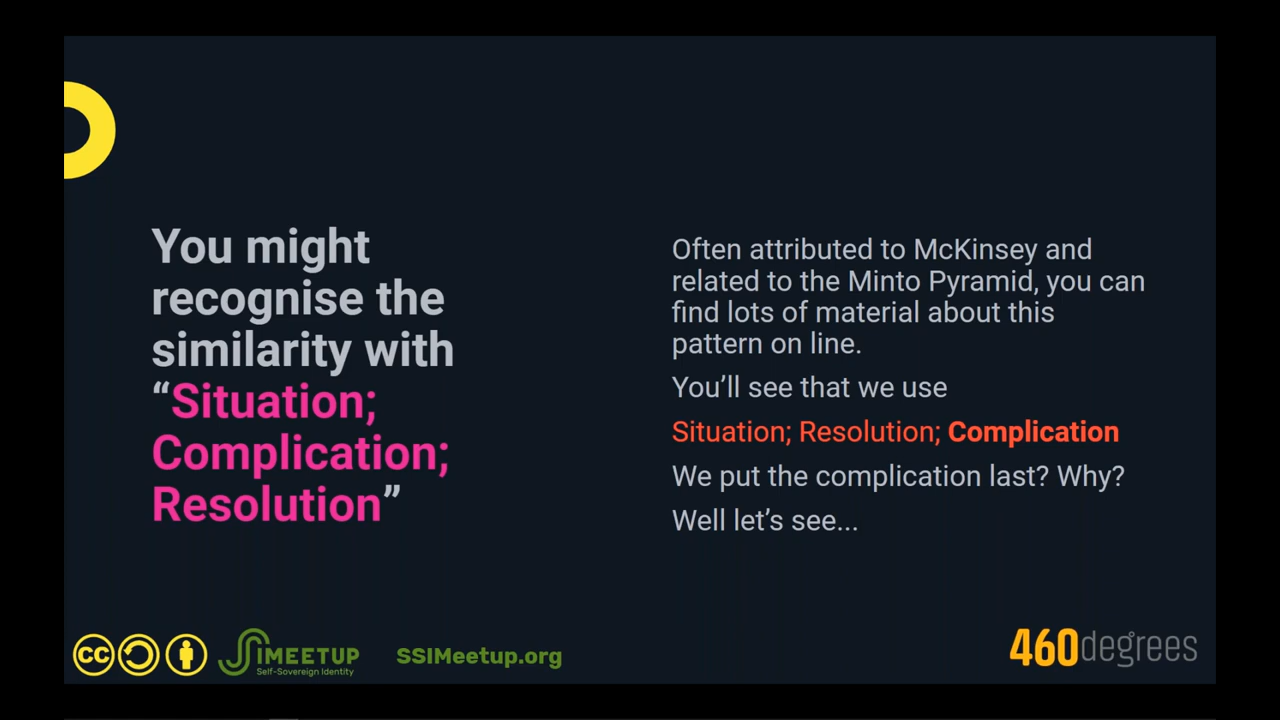 You might
recognise the
similarity with
“Situation;
Complication;
Resolution”
Often attributed to McKinsey and
related to the Minto Pyramid, you can
find lots of material about this
pattern on line.
You’ll see that we use
Situation; Resolution; Complication
We put the complication last? Why?
Well let’s see...
CC
SSIMEETUP
Self-Sovereign Identity
SSIMeetup.org
460degrees